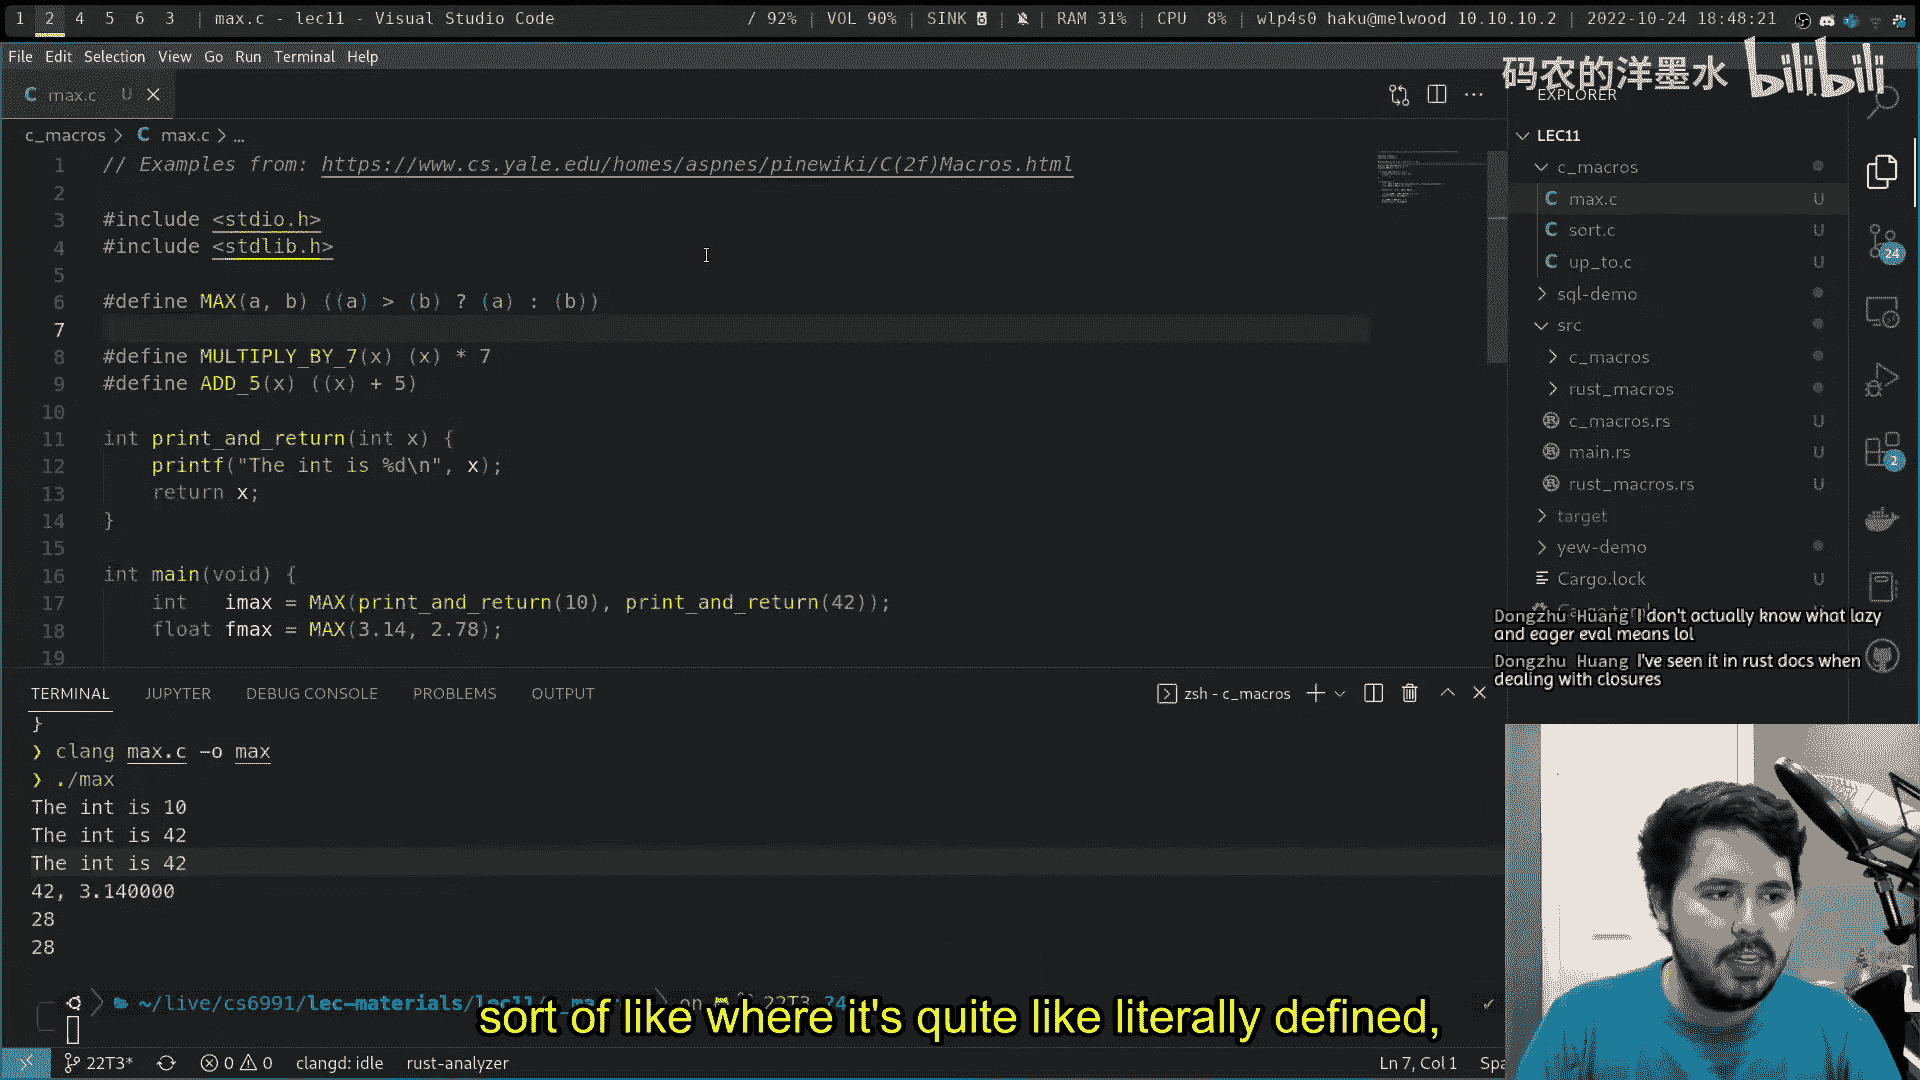 1 2 4 5 6 3 | max.c - lec11 - Visual Studio Code / 92% | VOL 90% | SINK | | RAM 31% | CPU 8% | wlp4s0 haku@melwood 10.10.10.2 | 2022-10-24 18:48:21
File Edit Selection View Go Run Terminal Help
码农的洋墨水 bilibili
C max.c U
EXPLORER
c_macros > C max.c > ...
1 // Examples from: https://www.cs.yale.edu/homes/aspnes/pinewiki/C(2f)Macros.html
2
3 #include <stdio.h>
4 #include <stdlib.h>
5
6 #define MAX(a, b) ((a) > (b) ? (a) : (b))
7
8 #define MULTIPLY_BY_7(x) (x) * 7
9 #define ADD_5(x) ((x) + 5)
10
11 int print_and_return(int x) {
12 printf("The int is %d\n", x);
13 return x;
14 }
15
16 int main(void) {
17 int imax = MAX(print_and_return(10), print_and_return(42));
18 float fmax = MAX(3.14, 2.78);
19
LEC11
c_macros
C max.c U
C sort.c U
C up_to.c U
sql-demo
src
c_macros
rust_macros
c_macros.rs U
main.rs U
rust_macros.rs U
target
yew-demo
Cargo.lock U
24
2
Dongzhu Huang I don't actually know what lazy
and eager eval means lol
Dongzhu Huang I've seen it in rust docs when
dealing with closures
TERMINAL JUPYTER DEBUG CONSOLE PROBLEMS OUTPUT
zsh - c_macros
}
❯ clang max.c -o max
❯ ./max
The int is 10
The int is 42
The int is 42
42, 3.140000
28
28
~/live/cs6991/lec-materials/lec11/ on 22T3
sort of like where it's quite like literally defined,
22T3* 0 0 clangd: idle rust-analyzer Ln 7, Col 1